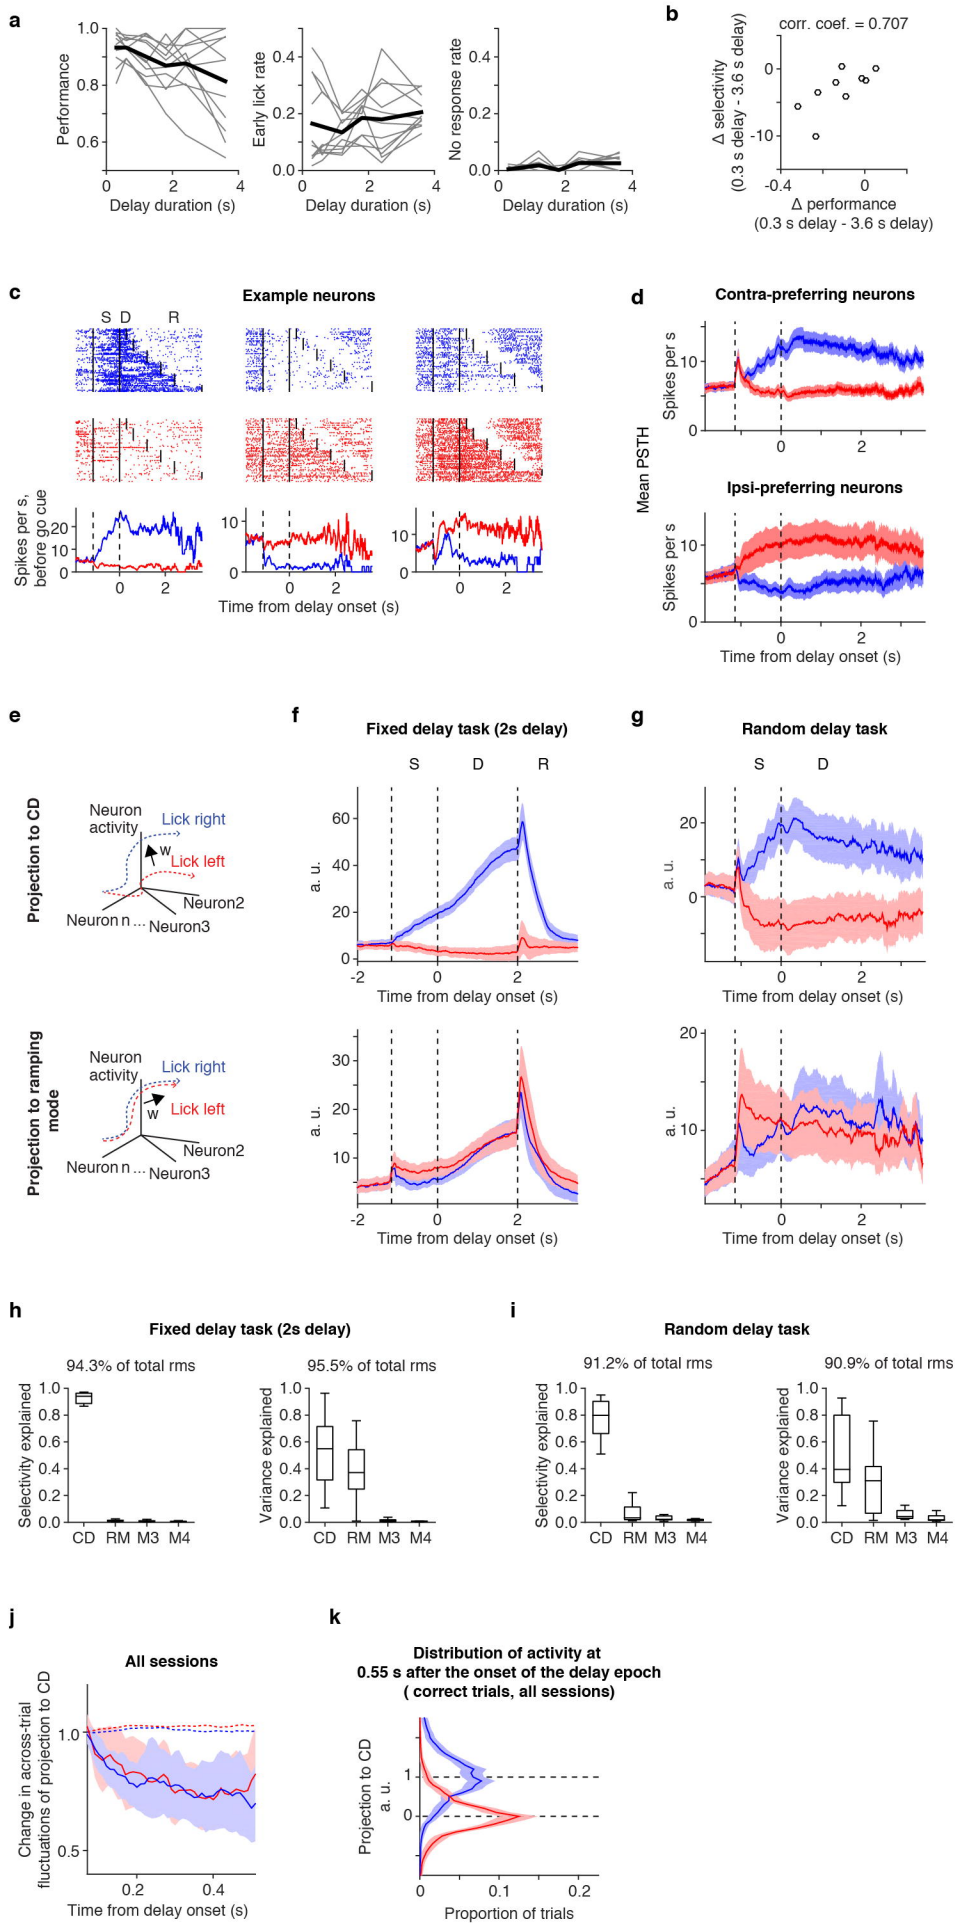 a
Performance
1.0
0.8
0.6
0 2 4
Delay duration (s)
Early lick rate
0.4
0.2
0.0
0 2 4
Delay duration (s)
No response rate
0.4
0.2
0.0
0 2 4
Delay duration (s)
b
corr. coef. = 0.707
Δ selectivity
(0.3 s delay - 3.6 s delay)
0
-10
-0.4 0
Δ performance
(0.3 s delay - 3.6 s delay)
c
Example neurons
S D R
Spikes per s,
before go cue
20
10
0
0 2
10
0
0 2
10
0
0 2
Time from delay onset (s)
d
Mean PSTH
Contra-preferring neurons
Spikes per s
10
0
0 2
Ipsi-preferring neurons
Spikes per s
10
0
0 2
Time from delay onset (s)
e
Projection to CD
Neuron
activity
Lick right
w
Lick left
Neuron2
Neuron n ... Neuron3
Projection to ramping
mode
Neuron
activity
Lick right
w
Lick left
Neuron2
Neuron n ... Neuron3
f
Fixed delay task (2s delay)
S D R
a. u.
60
40
20
0
-2 0 2
Time from delay onset (s)
a. u.
30
20
10
-2 0 2
Time from delay onset (s)
g
Random delay task
S D
a. u.
20
0
0 2
Time from delay onset (s)
a. u.
20
10
0 2
Time from delay onset (s)
h
Fixed delay task (2s delay)
94.3% of total rms
Selectivity explained
1.0
0.8
0.6
0.4
0.2
0.0
CD RM M3 M4
95.5% of total rms
Variance explained
1.0
0.8
0.6
0.4
0.2
0.0
CD RM M3 M4
i
Random delay task
91.2% of total rms
Selectivity explained
1.0
0.8
0.6
0.4
0.2
0.0
CD RM M3 M4
90.9% of total rms
Variance explained
1.0
0.8
0.6
0.4
0.2
0.0
CD RM M3 M4
j
All sessions
Change in across-trial
fluctuations of projection to CD
1.0
0.5
0.2 0.4
Time from delay onset (s)
k
Distribution of activity at
0.55 s after the onset of the delay epoch
( correct trials, all sessions)
Projection to CD
a. u.
1
0
0 0.1 0.2
Proportion of trials